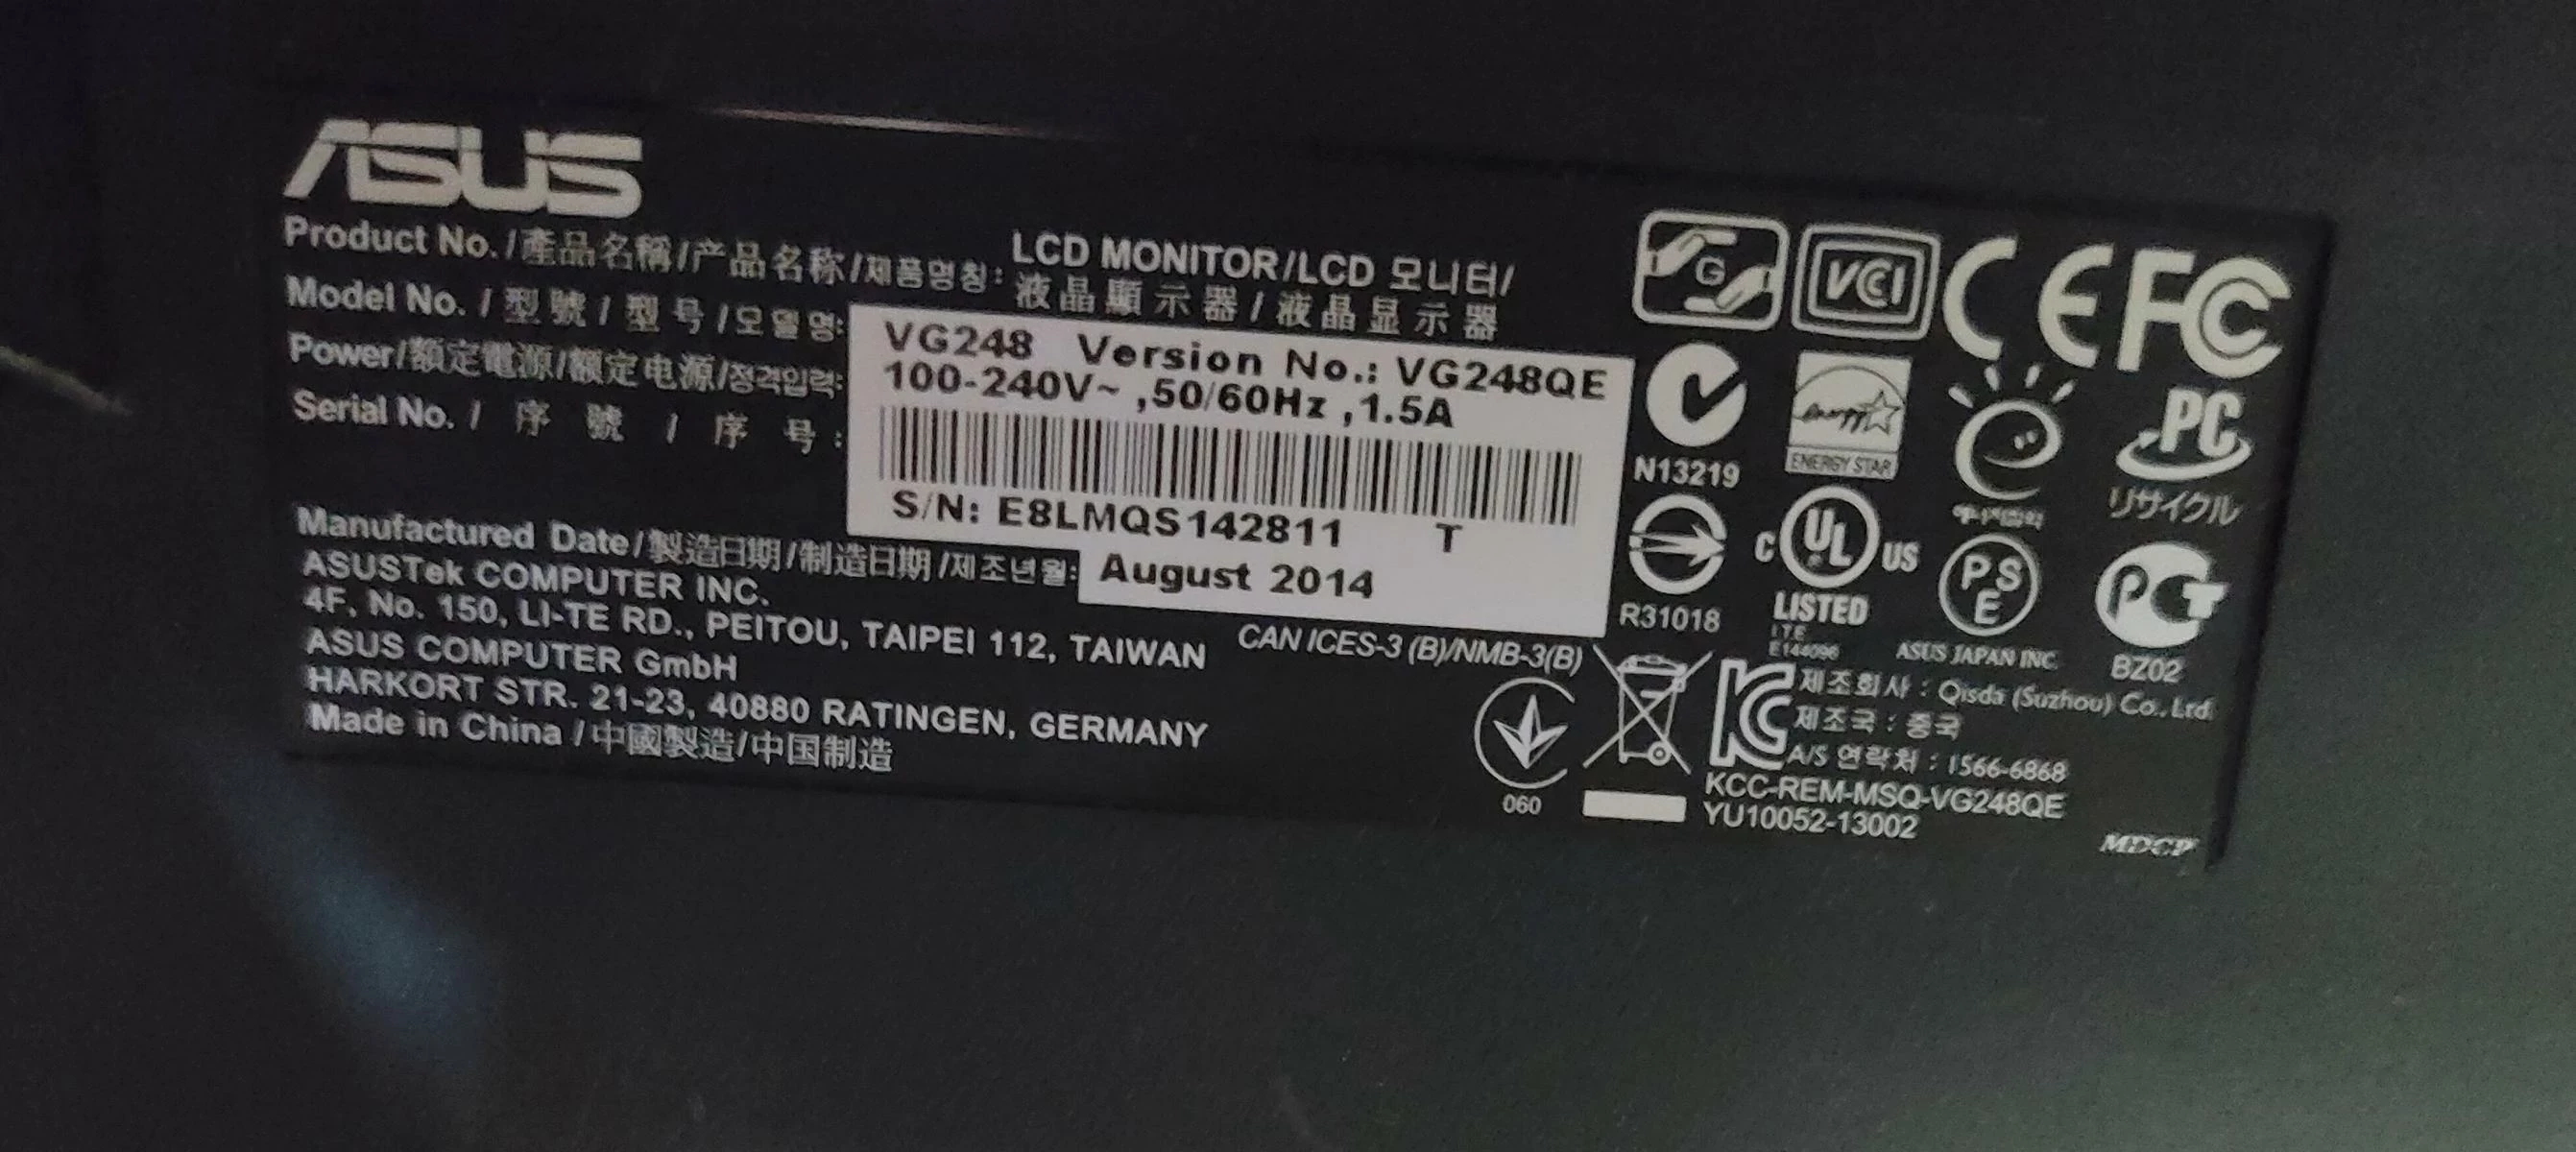 ASUS
Product No./產品名稱/产品名称/제품명칭: LCD MONITOR/LCD 모니터/
液晶顯示器/液晶显示器
Model No. / 型號 / 型号 /모델명: VG248 Version No.: VG248QE
Power/額定電源/额定电源/정격입력: 100-240V~ ,50/60Hz ,1.5A
Serial No. / 序 號 / 序 号 :
S/N: E8LMQS142811 T
Manufactured Date/製造日期/制造日期/제조년월: August 2014
ASUSTek COMPUTER INC.
4F, No. 150, LI-TE RD., PEITOU, TAIPEI 112, TAIWAN
ASUS COMPUTER GmbH
HARKORT STR. 21-23, 40880 RATINGEN, GERMANY
Made in China /中國製造/中国制造
CAN ICES-3 (B)/NMB-3(B)
G
VCCI
CE
FC
N13219
energy
ENERGY STAR
PC
リサイクル
R31018
C UL US
LISTED
I.T.E.
E144096
PSE
ASUS JAPAN INC.
PCT
BZ02
060
KC
제조회사 : Qisda (Suzhou) Co., Ltd.
제조국 : 중국
A/S 연락처 : 1566-6868
KCC-REM-MSQ-VG248QE
YU10052-13002
MDCP